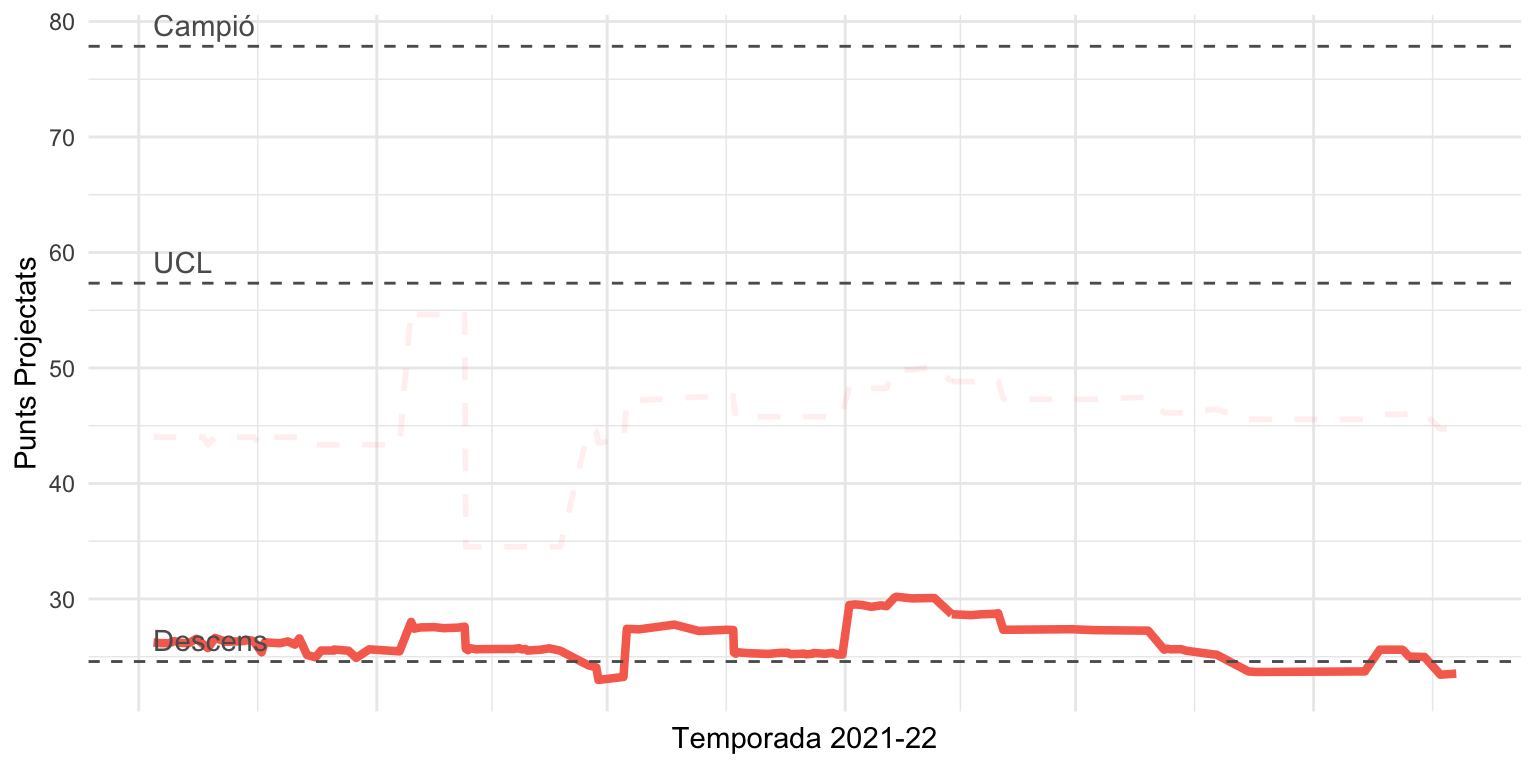 80
Campió
70
60
UCL
50
40
30
Descens
Punts Projectats
Temporada 2021-22